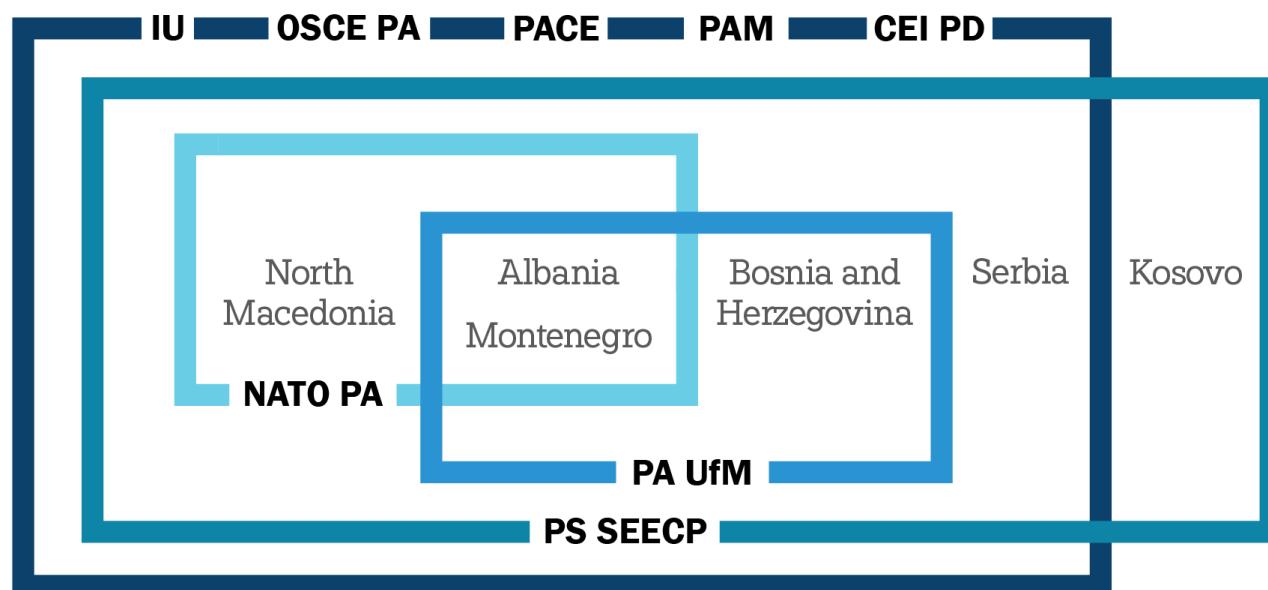 IU OSCE PA PACE PAM CEI PD
North
Macedonia
Albania
Montenegro
Bosnia and
Herzegovina
Serbia
Kosovo
NATO PA
PA UfM
PS SEECP